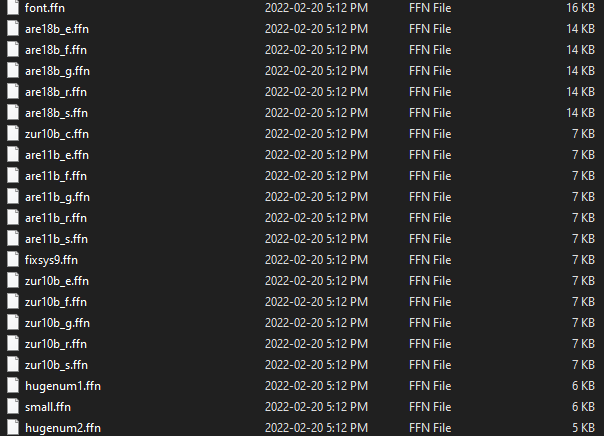 font.ffn 2022-02-20 5:12 PM FFN File 16 KB
are18b_e.ffn 2022-02-20 5:12 PM FFN File 14 KB
are18b_f.ffn 2022-02-20 5:12 PM FFN File 14 KB
are18b_g.ffn 2022-02-20 5:12 PM FFN File 14 KB
are18b_r.ffn 2022-02-20 5:12 PM FFN File 14 KB
are18b_s.ffn 2022-02-20 5:12 PM FFN File 14 KB
zur10b_c.ffn 2022-02-20 5:12 PM FFN File 7 KB
are11b_e.ffn 2022-02-20 5:12 PM FFN File 7 KB
are11b_f.ffn 2022-02-20 5:12 PM FFN File 7 KB
are11b_g.ffn 2022-02-20 5:12 PM FFN File 7 KB
are11b_r.ffn 2022-02-20 5:12 PM FFN File 7 KB
are11b_s.ffn 2022-02-20 5:12 PM FFN File 7 KB
fixsys9.ffn 2022-02-20 5:12 PM FFN File 7 KB
zur10b_e.ffn 2022-02-20 5:12 PM FFN File 7 KB
zur10b_f.ffn 2022-02-20 5:12 PM FFN File 7 KB
zur10b_g.ffn 2022-02-20 5:12 PM FFN File 7 KB
zur10b_r.ffn 2022-02-20 5:12 PM FFN File 7 KB
zur10b_s.ffn 2022-02-20 5:12 PM FFN File 7 KB
hugenum1.ffn 2022-02-20 5:12 PM FFN File 6 KB
small.ffn 2022-02-20 5:12 PM FFN File 6 KB
hugenum2.ffn 2022-02-20 5:12 PM FFN File 5 KB